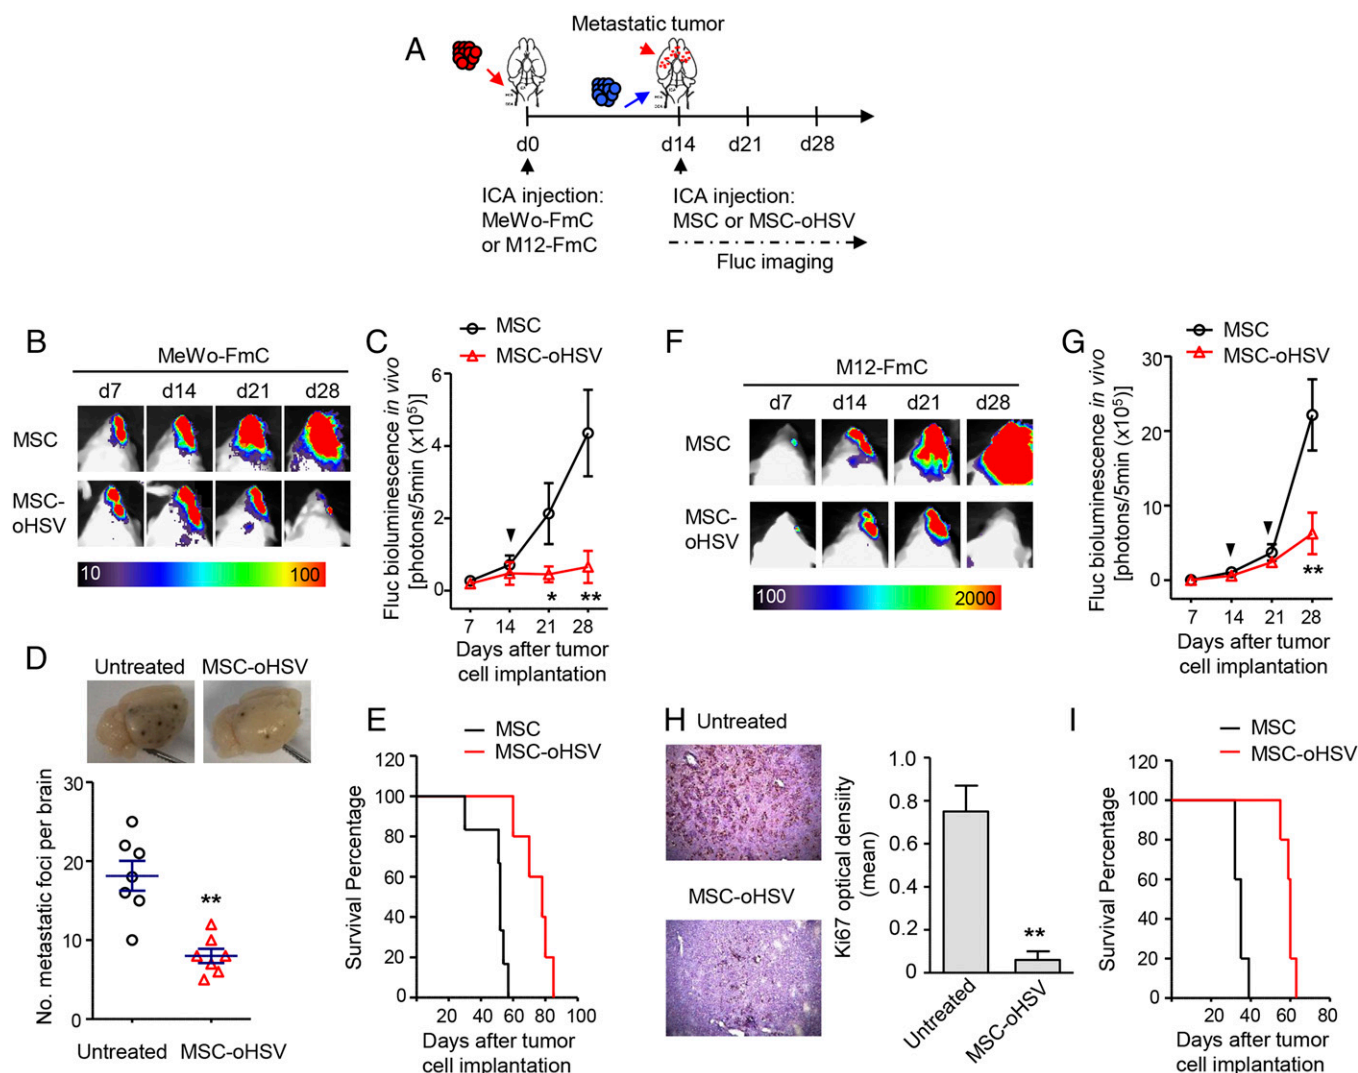 A
Metastatic tumor
d0
d14
d21
d28
ICA injection:
MeWo-FmC
or M12-FmC
ICA injection:
MSC or MSC-oHSV
Fluc imaging
B
MeWo-FmC
d7
d14
d21
d28
MSC
MSC-
oHSV
10
100
C
MSC
MSC-oHSV
Fluc bioluminescence in vivo
[photons/5min (x10⁵)]
6
4
2
0
*
**
7
14
21
28
Days after tumor
cell implantation
F
M12-FmC
d7
d14
d21
d28
MSC
MSC-
oHSV
100
2000
G
MSC
MSC-oHSV
Fluc bioluminescence in vivo
[photons/5min (x10⁵)]
30
20
10
0
**
7
14
21
28
Days after tumor
cell implantation
D
Untreated
MSC-oHSV
No. metastatic foci per brain
30
20
10
0
**
Untreated
MSC-oHSV
E
MSC
MSC-oHSV
Survival Percentage
120
100
80
60
40
20
0
0
20
40
60
80
100
Days after tumor
cell implantation
H
Untreated
MSC-oHSV
Ki67 optical densiity
(mean)
1.0
0.8
0.6
0.4
0.2
0
**
Untreated
MSC-oHSV
I
MSC
MSC-oHSV
Survival Percentage
120
100
80
60
40
20
0
20
40
60
80
Days after tumor
cell implantation